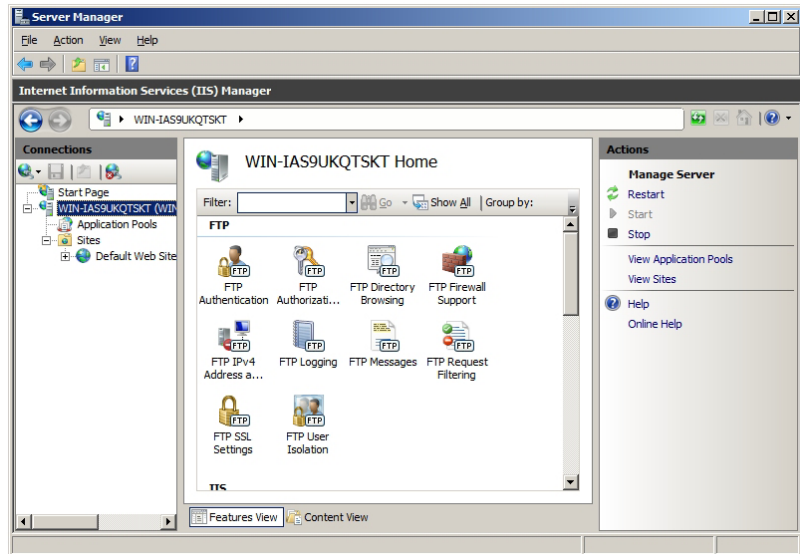 Server Manager
File Action View Help
Internet Information Services (IIS) Manager
WIN-IAS9UKQTSKT
Connections
Start Page
WIN-IAS9UKQTSKT (WIN
Application Pools
Sites
Default Web Site
WIN-IAS9UKQTSKT Home
Filter: Go Show All Group by:
FTP
FTP Authentication
FTP Authorizati...
FTP Directory Browsing
FTP Firewall Support
FTP IPv4 Address a...
FTP Logging
FTP Messages
FTP Request Filtering
FTP SSL Settings
FTP User Isolation
IIS
Features View Content View
Actions
Manage Server
Restart
Start
Stop
View Application Pools
View Sites
Help
Online Help